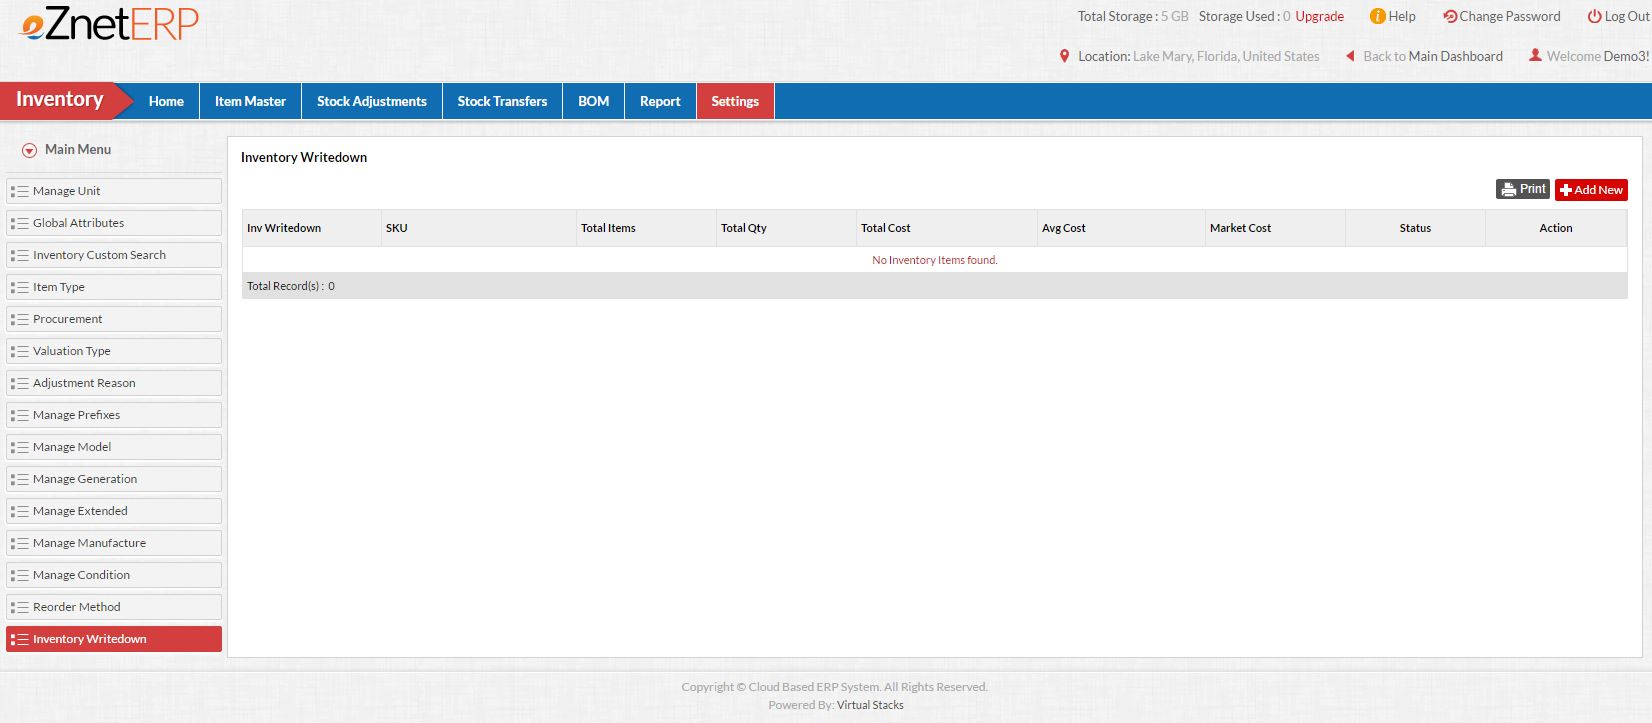 eZnetERP
Total Storage : 5 GB Storage Used : 0 Upgrade Help Change Password Log Out
Location: Lake Mary, Florida, United States Back to Main Dashboard Welcome Demo3!
Inventory Home Item Master Stock Adjustments Stock Transfers BOM Report Settings
Main Menu
Manage Unit
Global Attributes
Inventory Custom Search
Item Type
Procurement
Valuation Type
Adjustment Reason
Manage Prefixes
Manage Model
Manage Generation
Manage Extended
Manage Manufacture
Manage Condition
Reorder Method
Inventory Writedown
Inventory Writedown
Print Add New
Inv Writedown SKU Total Items Total Qty Total Cost Avg Cost Market Cost Status Action
No Inventory Items found.
Total Record(s) : 0
Copyright © Cloud Based ERP System. All Rights Reserved.
Powered By: Virtual Stacks